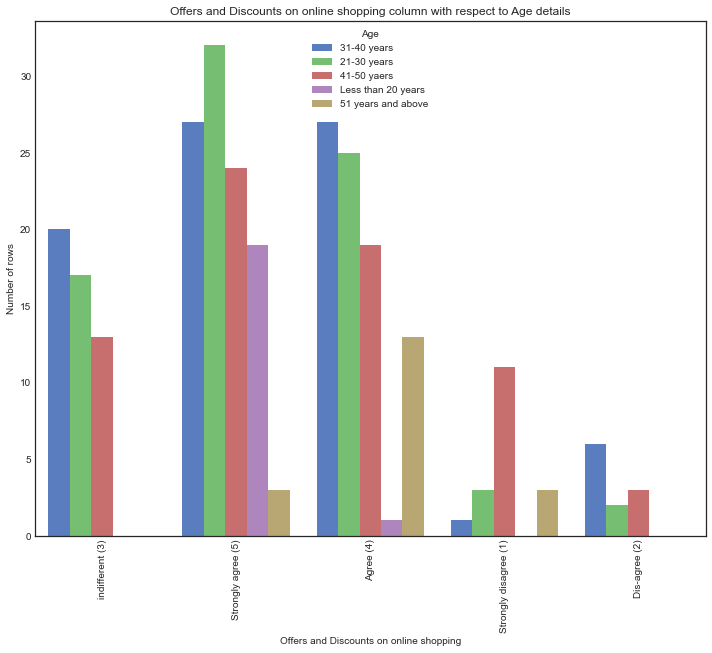 Offers and Discounts on online shopping column with respect to Age details
Age
31-40 years
21-30 years
41-50 yaers
Less than 20 years
51 years and above
30
25
20
15
10
5
0
Number of rows
indifferent (3)
Strongly agree (5)
Agree (4)
Strongly disagree (1)
Dis-agree (2)
Offers and Discounts on online shopping